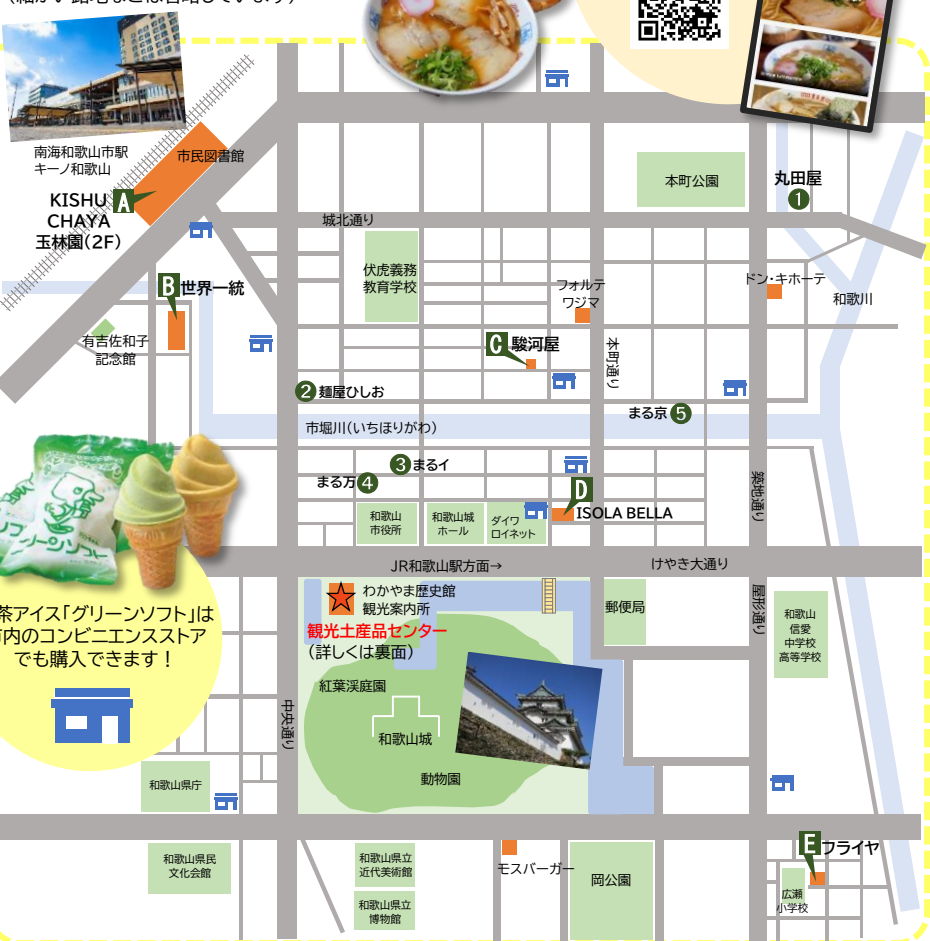 南海和歌山市駅
キーノ和歌山
市民図書館
KISHU
CHAYA
玉林園(2F)
A
城北通り
本町公園
丸田屋
1
B
世界一統
伏虎義務
教育学校
フォルテ
ワジマ
ドン・キホーテ
和歌川
有吉佐和子
記念館
C
駿河屋
本町通り
2 麺屋ひしお
まる京 5
市堀川(いちほりがわ)
3 まるイ
まる万 4
D
ISOLA BELLA
築地通り
和歌山
市役所
和歌山城
ホール
ダイワ
ロイネット
JR和歌山駅方面→
けやき大通り
わかやま歴史館
観光案内所
観光土産品センター
(詳しくは裏面)
郵便局
屋形通り
和歌山
信愛
中学校
高等学校
茶アイス「グリーンソフト」は
市内のコンビニエンスストア
でも購入できます!
紅葉渓庭園
中央通り
和歌山城
動物園
和歌山県庁
和歌山県民
文化会館
和歌山県立
近代美術館
和歌山県立
博物館
モスバーガー
岡公園
E
フライヤ
広瀬
小学校